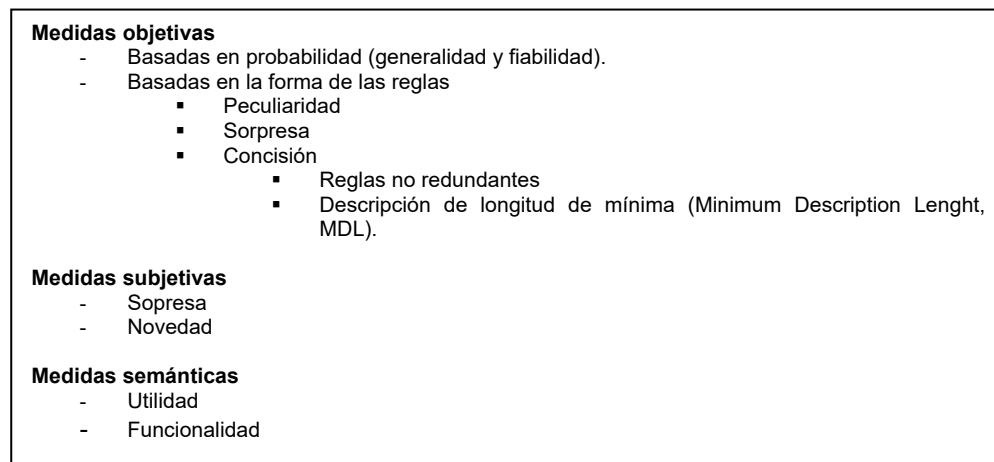 Medidas objetivas
- Basadas en probabilidad (generalidad y fiabilidad).
- Basadas en la forma de las reglas
▪ Peculiaridad
▪ Sorpresa
▪ Concisión
▪ Reglas no redundantes
▪ Descripción de longitud de mínima (Minimum Description Lenght,
MDL).
Medidas subjetivas
- Sopresa
- Novedad
Medidas semánticas
- Utilidad
- Funcionalidad